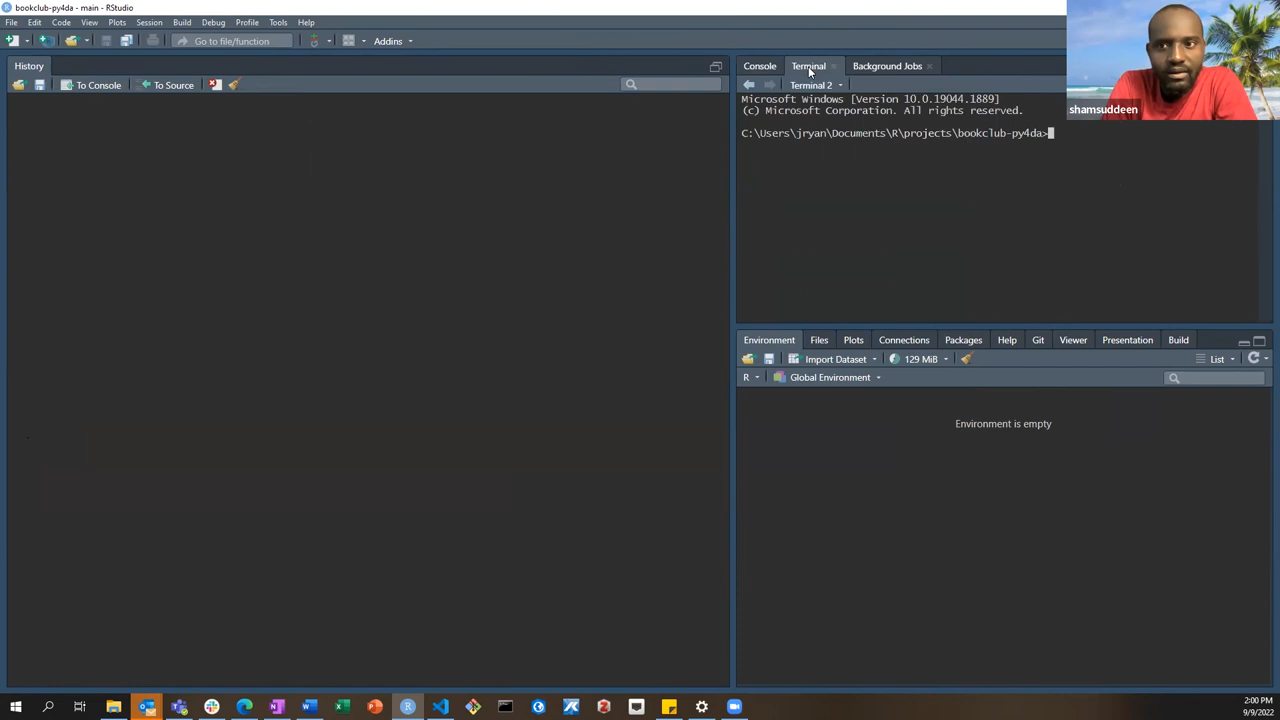 bookclub-py4da - main - RStudio
File Edit Code View Plots Session Build Debug Profile Tools Help
Go to file/function Addins
History
To Console To Source
Console Terminal Background Jobs
Terminal 2
Microsoft Windows [Version 10.0.19044.1889]
(c) Microsoft Corporation. All rights reserved.
C:\Users\jryan\Documents\R\projects\bookclub-py4da>
shamsuddeen
Environment Files Plots Connections Packages Help Git Viewer Presentation Build
Import Dataset 129 MiB List
R Global Environment
Environment is empty
2:00 PM
9/9/2022